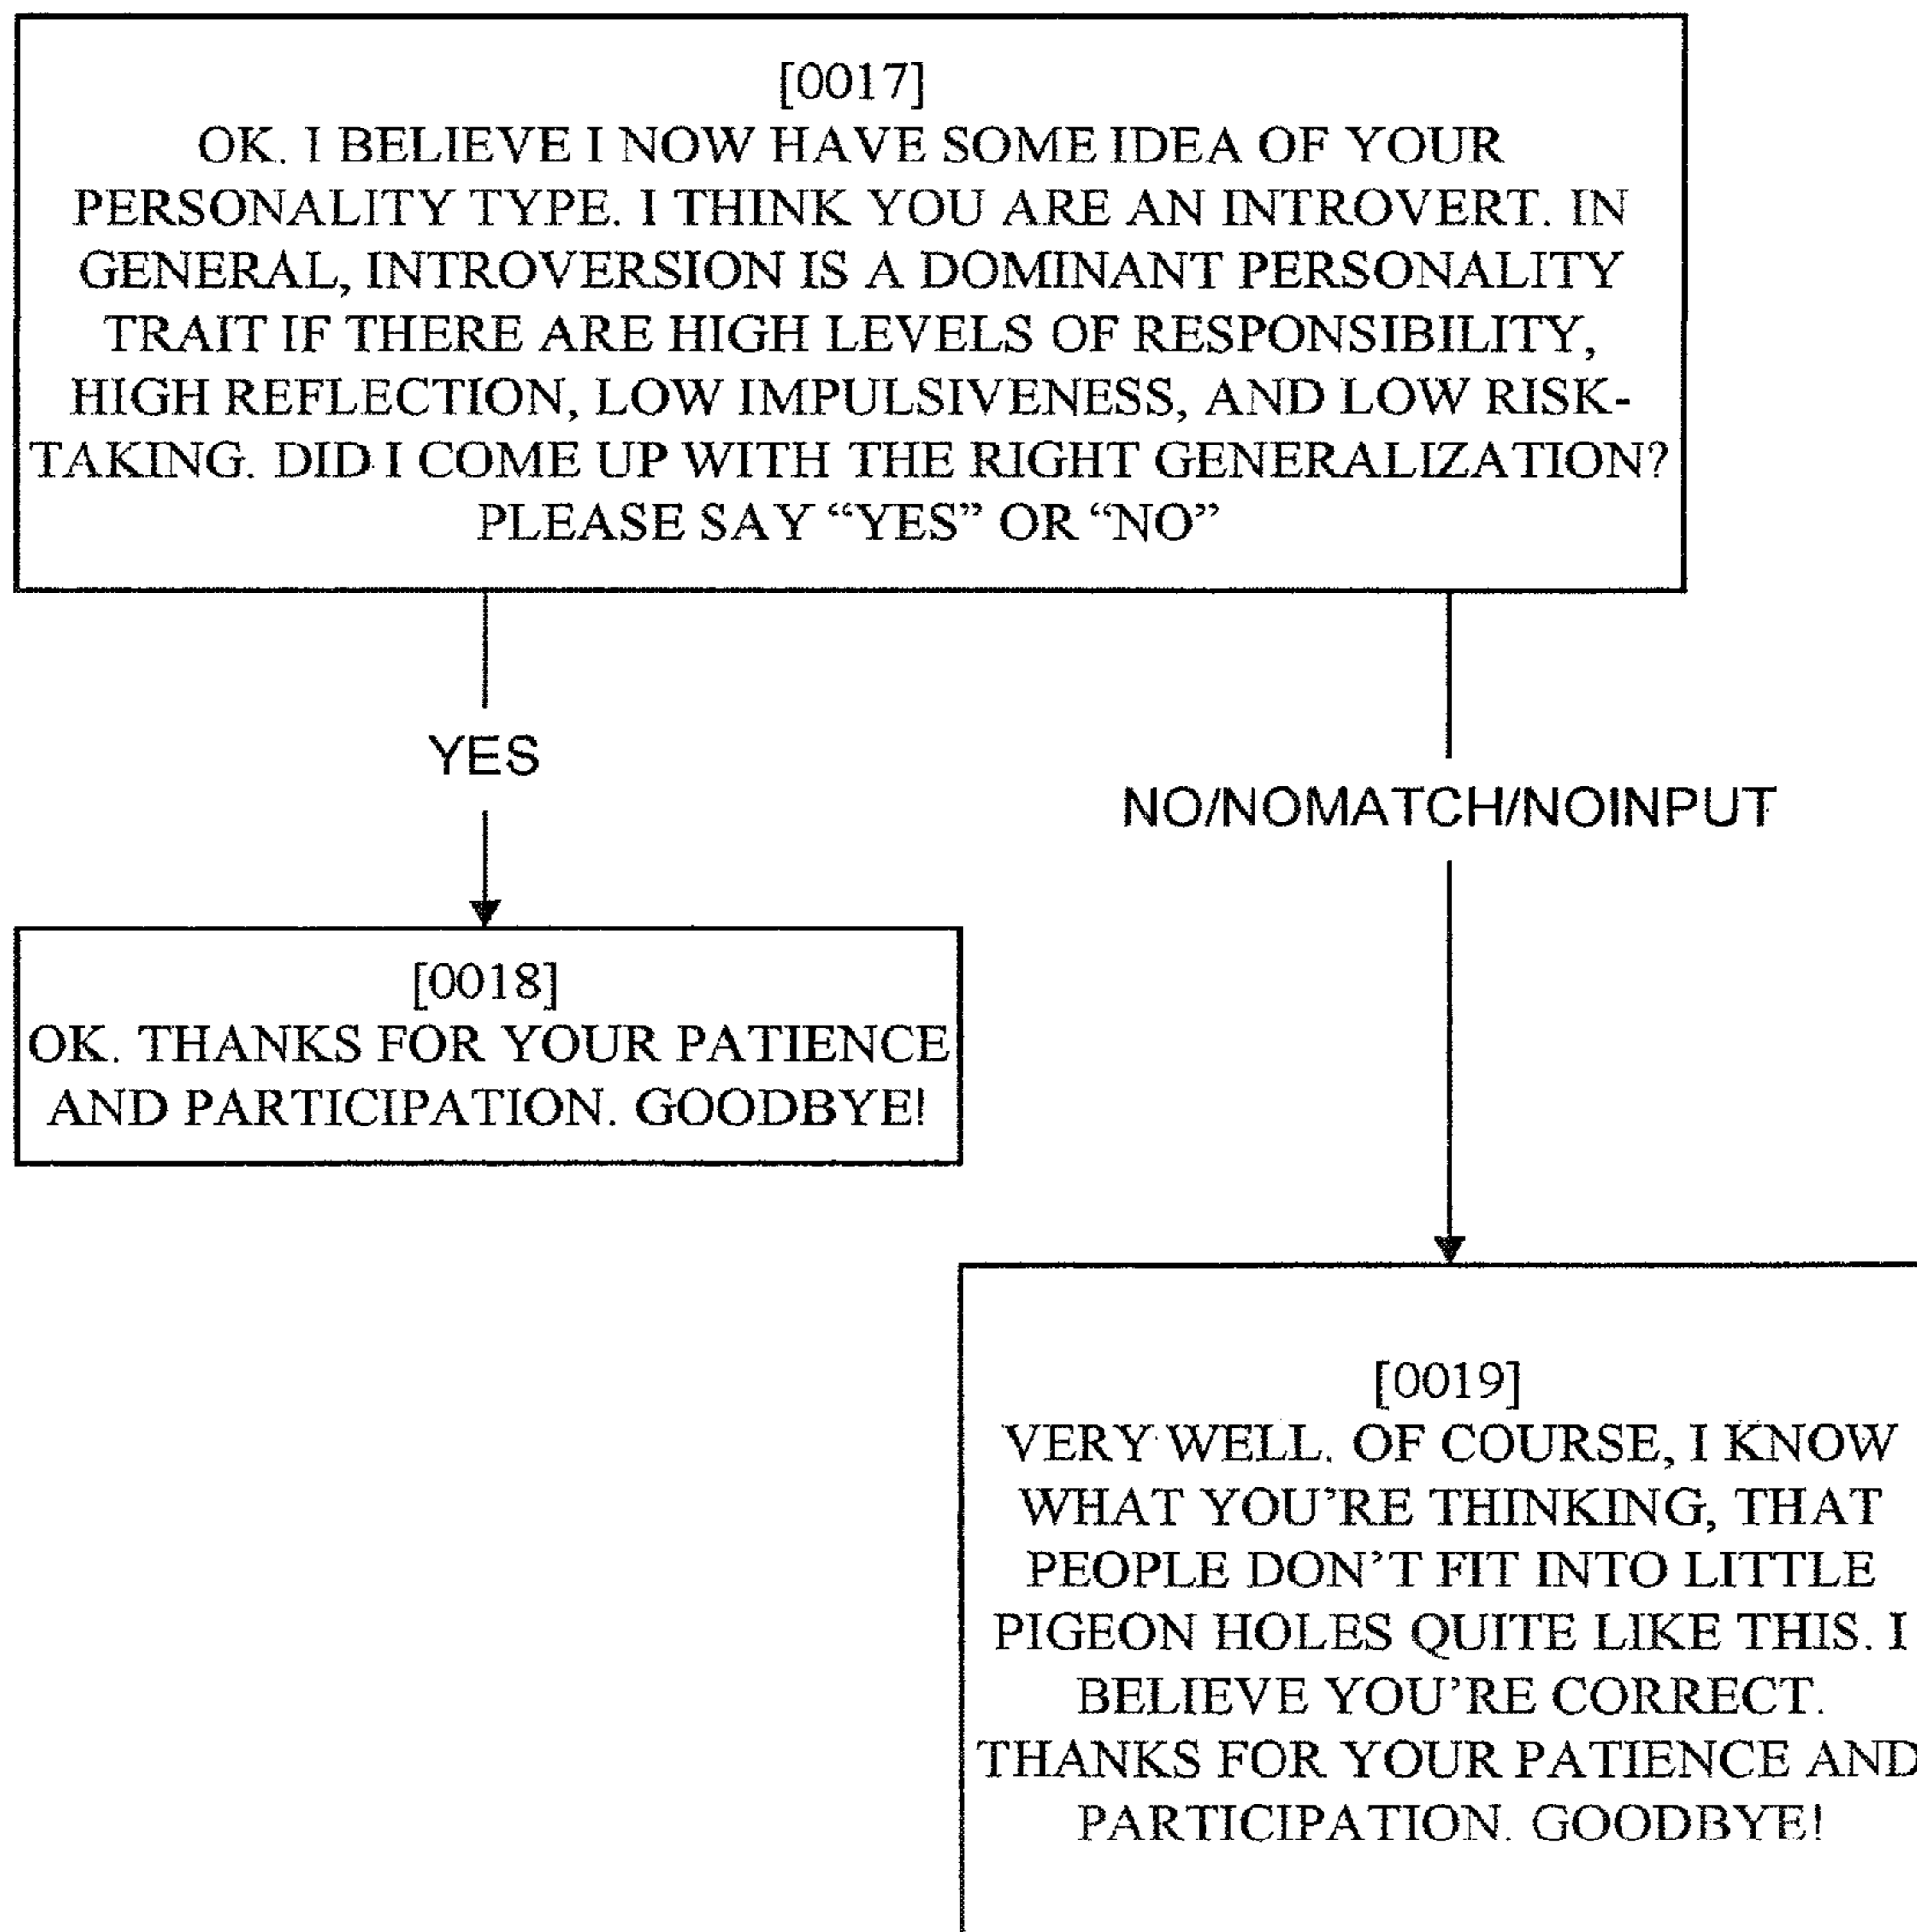 [0017]
OK. I BELIEVE I NOW HAVE SOME IDEA OF YOUR
PERSONALITY TYPE. I THINK YOU ARE AN INTROVERT. IN
GENERAL, INTROVERSION IS A DOMINANT PERSONALITY
TRAIT IF THERE ARE HIGH LEVELS OF RESPONSIBILITY,
HIGH REFLECTION, LOW IMPULSIVENESS, AND LOW RISK-
TAKING. DID I COME UP WITH THE RIGHT GENERALIZATION?
PLEASE SAY “YES” OR “NO”
YES
NO/NOMATCH/NOINPUT
[0018]
OK. THANKS FOR YOUR PATIENCE
AND PARTICIPATION. GOODBYE!
[0019]
VERY WELL. OF COURSE, I KNOW
WHAT YOU’RE THINKING, THAT
PEOPLE DON’T FIT INTO LITTLE
PIGEON HOLES QUITE LIKE THIS. I
BELIEVE YOU’RE CORRECT.
THANKS FOR YOUR PATIENCE AND
PARTICIPATION. GOODBYE!